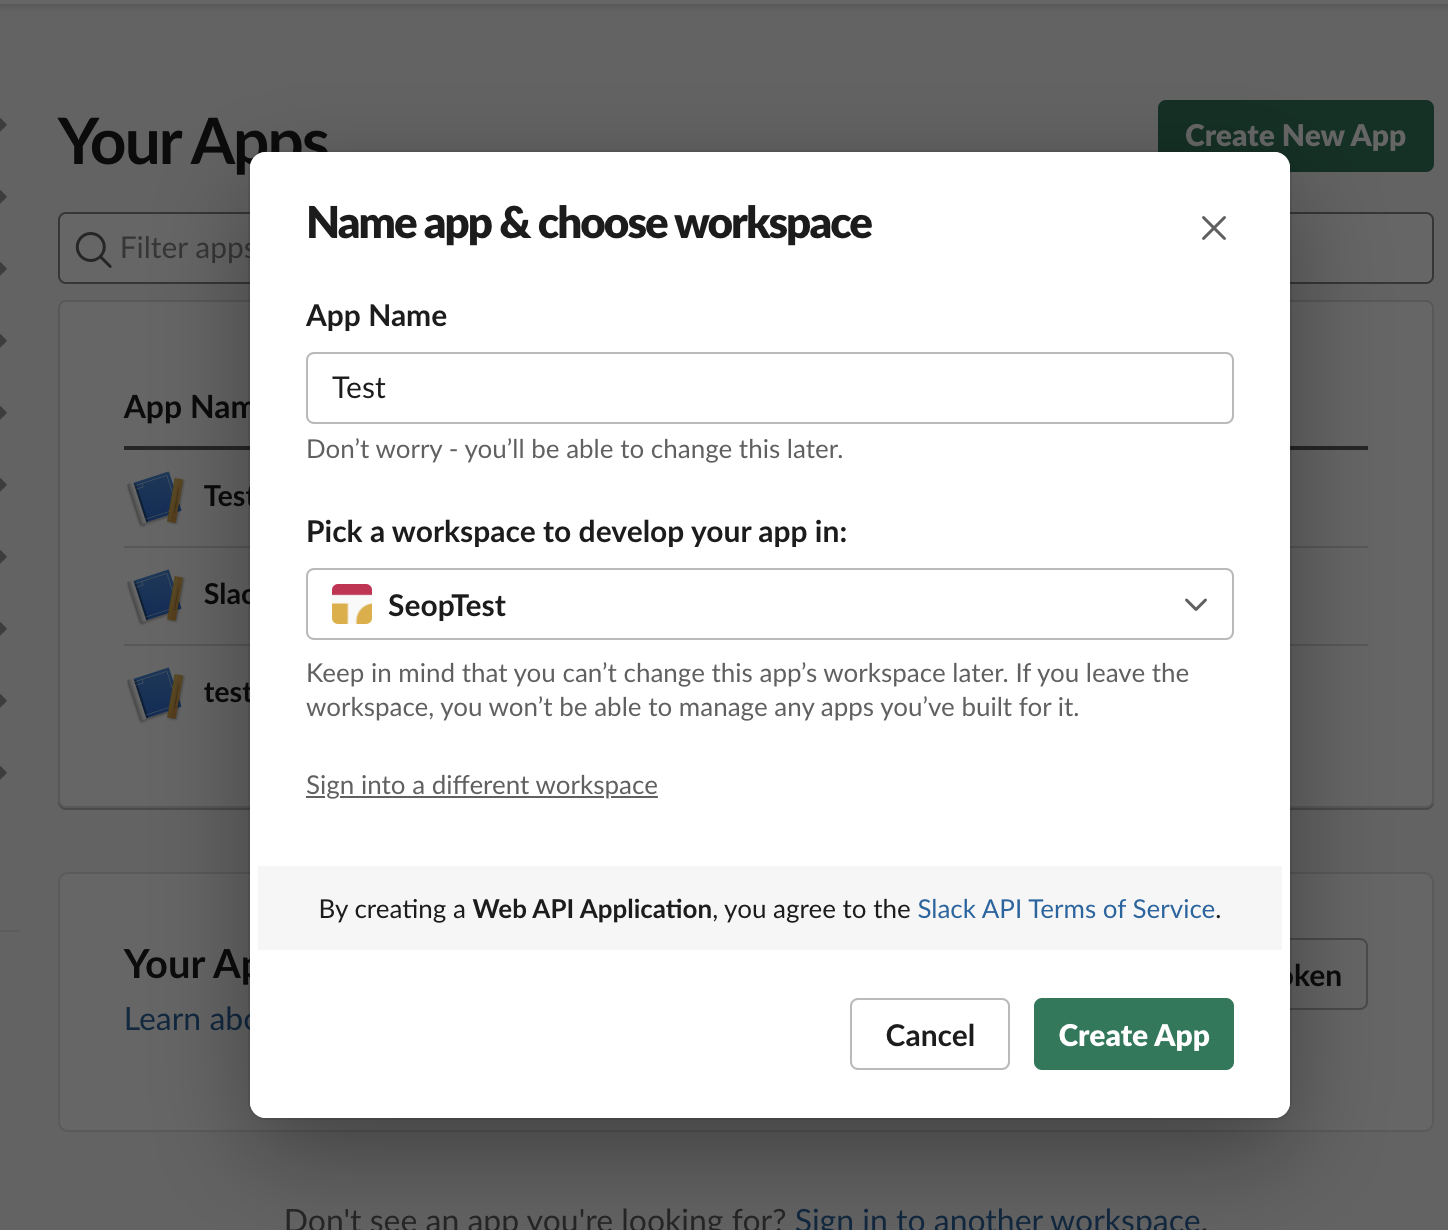 Your Apps
Create New App
Filter apps
Name app & choose workspace
App Name
Test
Don’t worry - you’ll be able to change this later.
Pick a workspace to develop your app in:
SeopTest
Keep in mind that you can’t change this app’s workspace later. If you leave the
workspace, you won’t be able to manage any apps you’ve built for it.
Sign into a different workspace
By creating a Web API Application, you agree to the Slack API Terms of Service.
Cancel
Create App
App Nam
Test
Slac
test
Your Ap
Learn abo
oken
Don't see an app you're looking for? Sign in to another workspace.